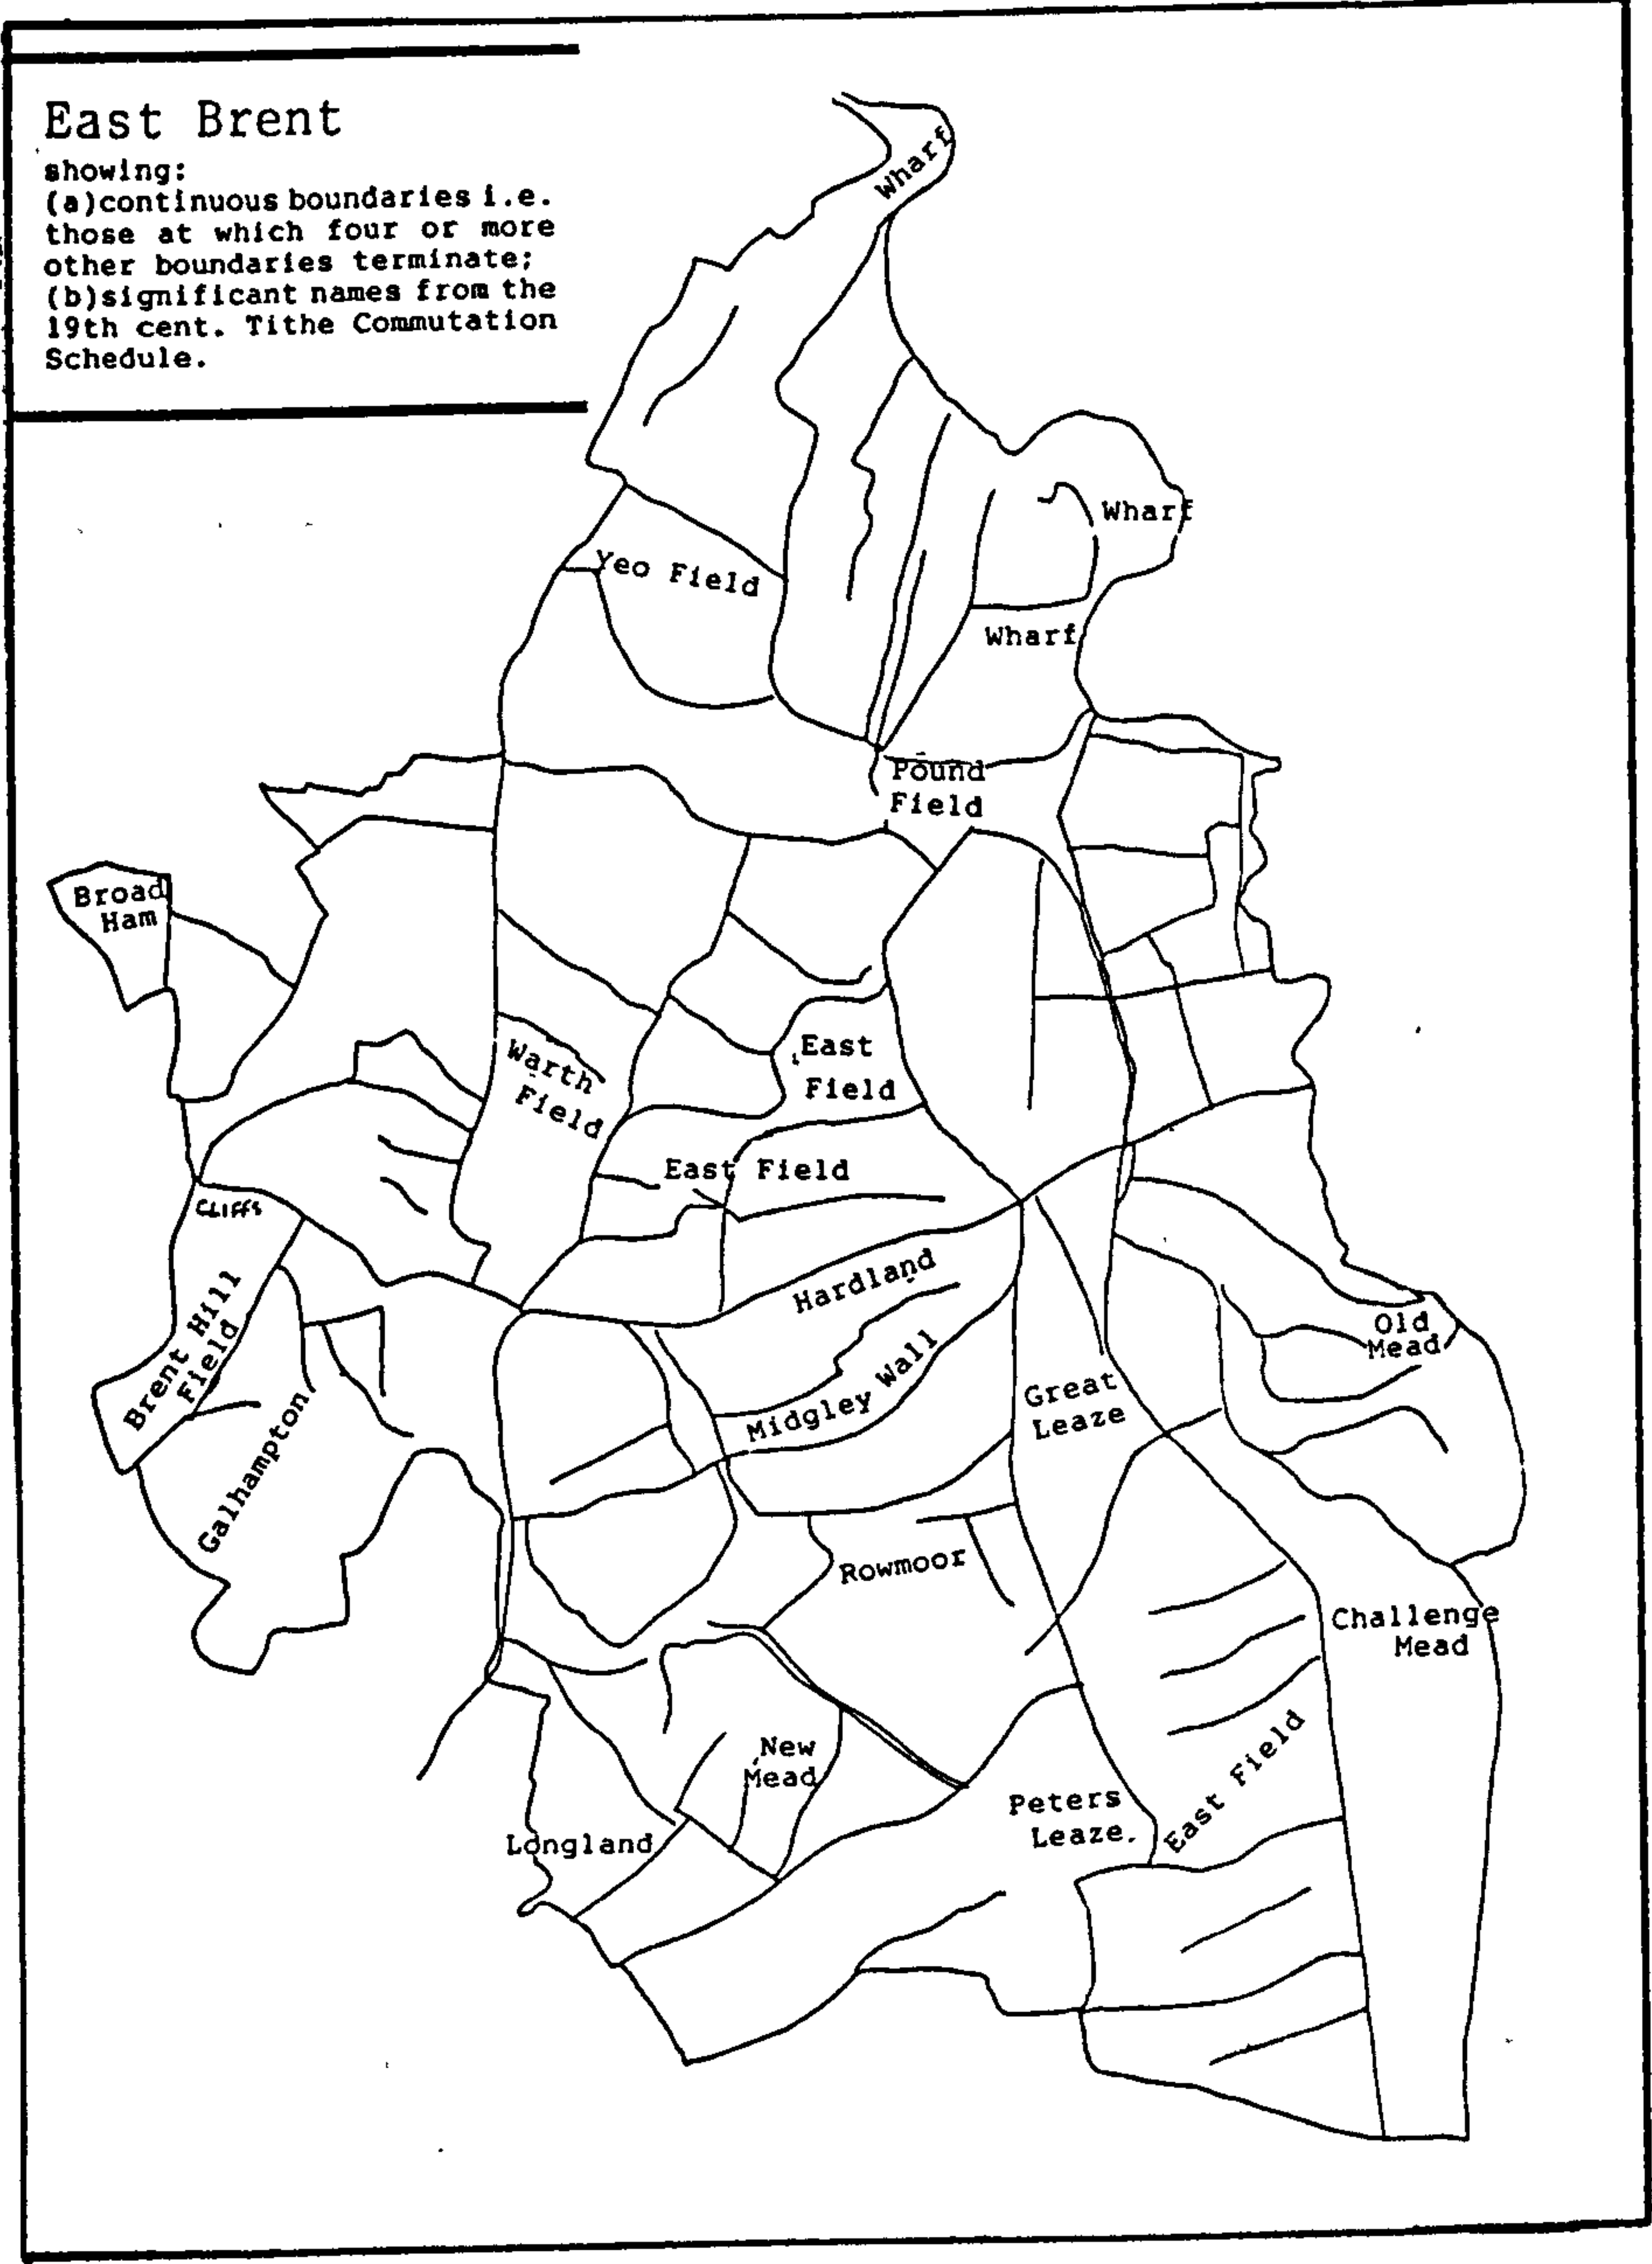 East Brent
showing:
(a)continuous boundaries i.e.
those at which four or more
other boundaries terminate;
(b)significant names from the
19th cent. Tithe Commutation
Schedule.
Wharf
Wharf
Yeo Field
Wharf
Pound
Field
Broad
Ham
East
Field
Warth
Field
East Field
CLIFFS
Hardland
Brent Hill
Field
Old
Mead
Midgley Wall
Great
Leaze
Galhampton
Rowmoor
Challenge
Mead
New
Mead
East Field
Peters
Leaze.
Longland